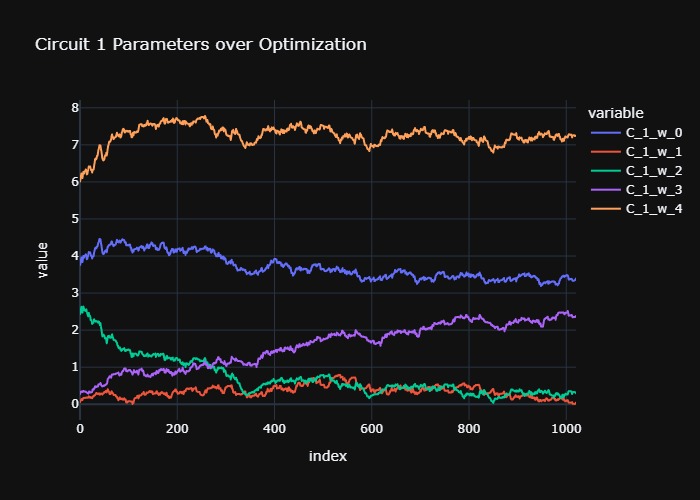 Circuit 1 Parameters over Optimization
variable
C_1_w_0
C_1_w_1
C_1_w_2
C_1_w_3
C_1_w_4
value
8
7
6
5
4
3
2
1
0
0 200 400 600 800 1000
index